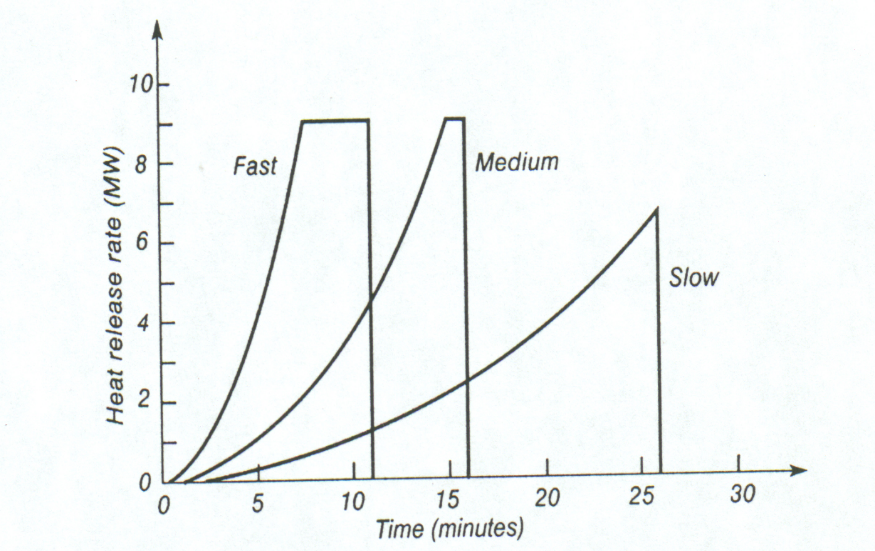 Heat release rate (MW)
10
8
6
4
2
0
Fast
Medium
Slow
0 5 10 15 20 25 30
Time (minutes)